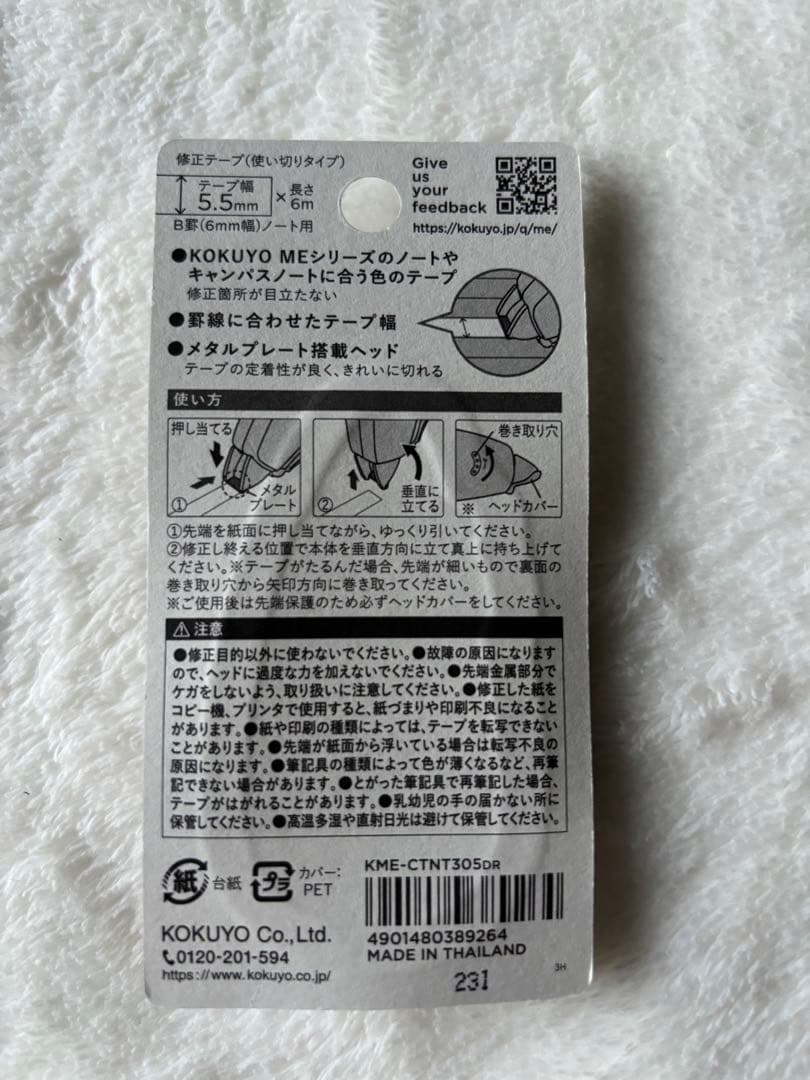 修正テープ(使い切りタイプ)
テープ幅
5.5mm
×長さ
6m
B罫(6mm幅)ノート用
Give
us
your
feedback
https://kokuyo.jp/q/me/
●KOKUYO MEシリーズのノートや
キャンパスノートに合う色のテープ
修正箇所が目立たない
●罫線に合わせたテープ幅
●メタルプレート搭載ヘッド
テープの定着性が良く、きれいに切れる
使い方
押し当てる
① メタル
プレート
② 垂直に
立てる
巻き取り穴
※ ヘッドカバー
①先端を紙面に押し当てながら、ゆっくり引いてください。
②修正し終える位置で本体を垂直方向に立て真上に持ち上げて
ください。※テープがたるんだ場合、先端が細いもので裏面の
巻き取り穴から矢印方向に巻き取ってください。
※ご使用後は先端保護のため必ずヘッドカバーをしてください。
⚠注意
●修正目的以外に使わないでください。●故障の原因になります
ので、ヘッドに過度な力を加えないでください。●先端金属部分で
ケガをしないよう、取り扱いに注意してください。●修正した紙を
コピー機、プリンタで使用すると、紙づまりや印刷不良になること
があります。●紙や印刷の種類によっては、テープを転写できない
ことがあります。●先端が紙面から浮いている場合は転写不良の
原因になります。●筆記具の種類によって色が薄くなるなど、再筆
記できない場合があります。●とがった筆記具で再筆記した場合、
テープがはがれることがあります。●乳幼児の手の届かない所に
保管してください。●高温多湿や直射日光は避けて保管してください。
紙 台紙
プラ カバー:
PET
KME-CTNT305DR
4901480389264
MADE IN THAILAND
KOKUYO Co.,Ltd.
0120-201-594
https://www.kokuyo.co.jp/
231
3H